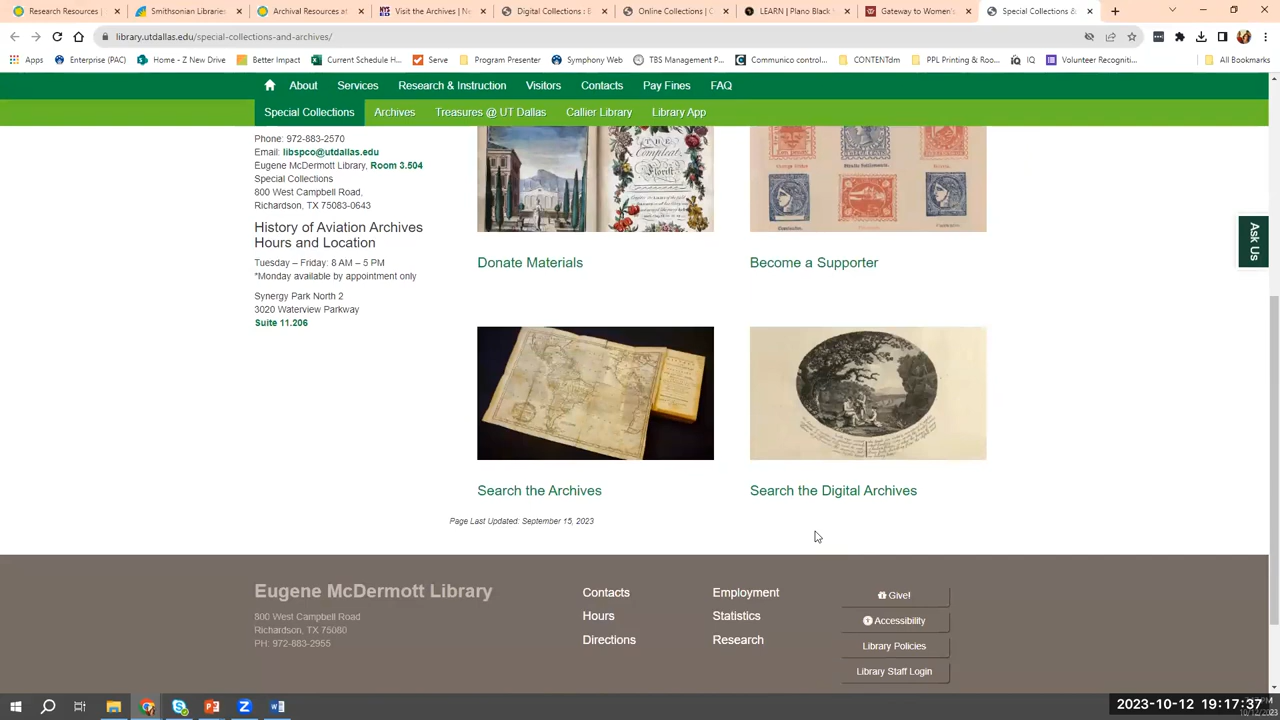 Research Resources |
Smithsonian Libraries
Archival Resources at
Visit the Archives | Ne
Digital Collections : B
Online Collections | C
LEARN | Plano Black
Gateway to Women's
Special Collections &
library.utdallas.edu/special-collections-and-archives/
Apps
Enterprise (PAC)
Home - Z New Drive
Better Impact
Current Schedule H...
Serve
Program Presenter
Symphony Web
TBS Management P...
Communico control...
CONTENTdm
PPL Printing & Roo...
IQ
Volunteer Recogniti...
All Bookmarks
About
Services
Research & Instruction
Visitors
Contacts
Pay Fines
FAQ
Special Collections
Archives
Treasures @ UT Dallas
Callier Library
Library App
Phone: 972-883-2570
Email: libspco@utdallas.edu
Eugene McDermott Library, Room 3.504
Special Collections
800 West Campbell Road,
Richardson, TX 75083-0643
History of Aviation Archives
Hours and Location
Tuesday – Friday: 8 AM – 5 PM
*Monday available by appointment only
Synergy Park North 2
3020 Waterview Parkway
Suite 11.206
Compleat
Florist
Donate Materials
Become a Supporter
Ask Us
Search the Archives
Search the Digital Archives
Page Last Updated: September 15, 2023
Eugene McDermott Library
800 West Campbell Road
Richardson, TX 75080
PH: 972-883-2955
Contacts
Hours
Directions
Employment
Statistics
Research
Give!
Accessibility
Library Policies
Library Staff Login
2023-10-12 19:17:37